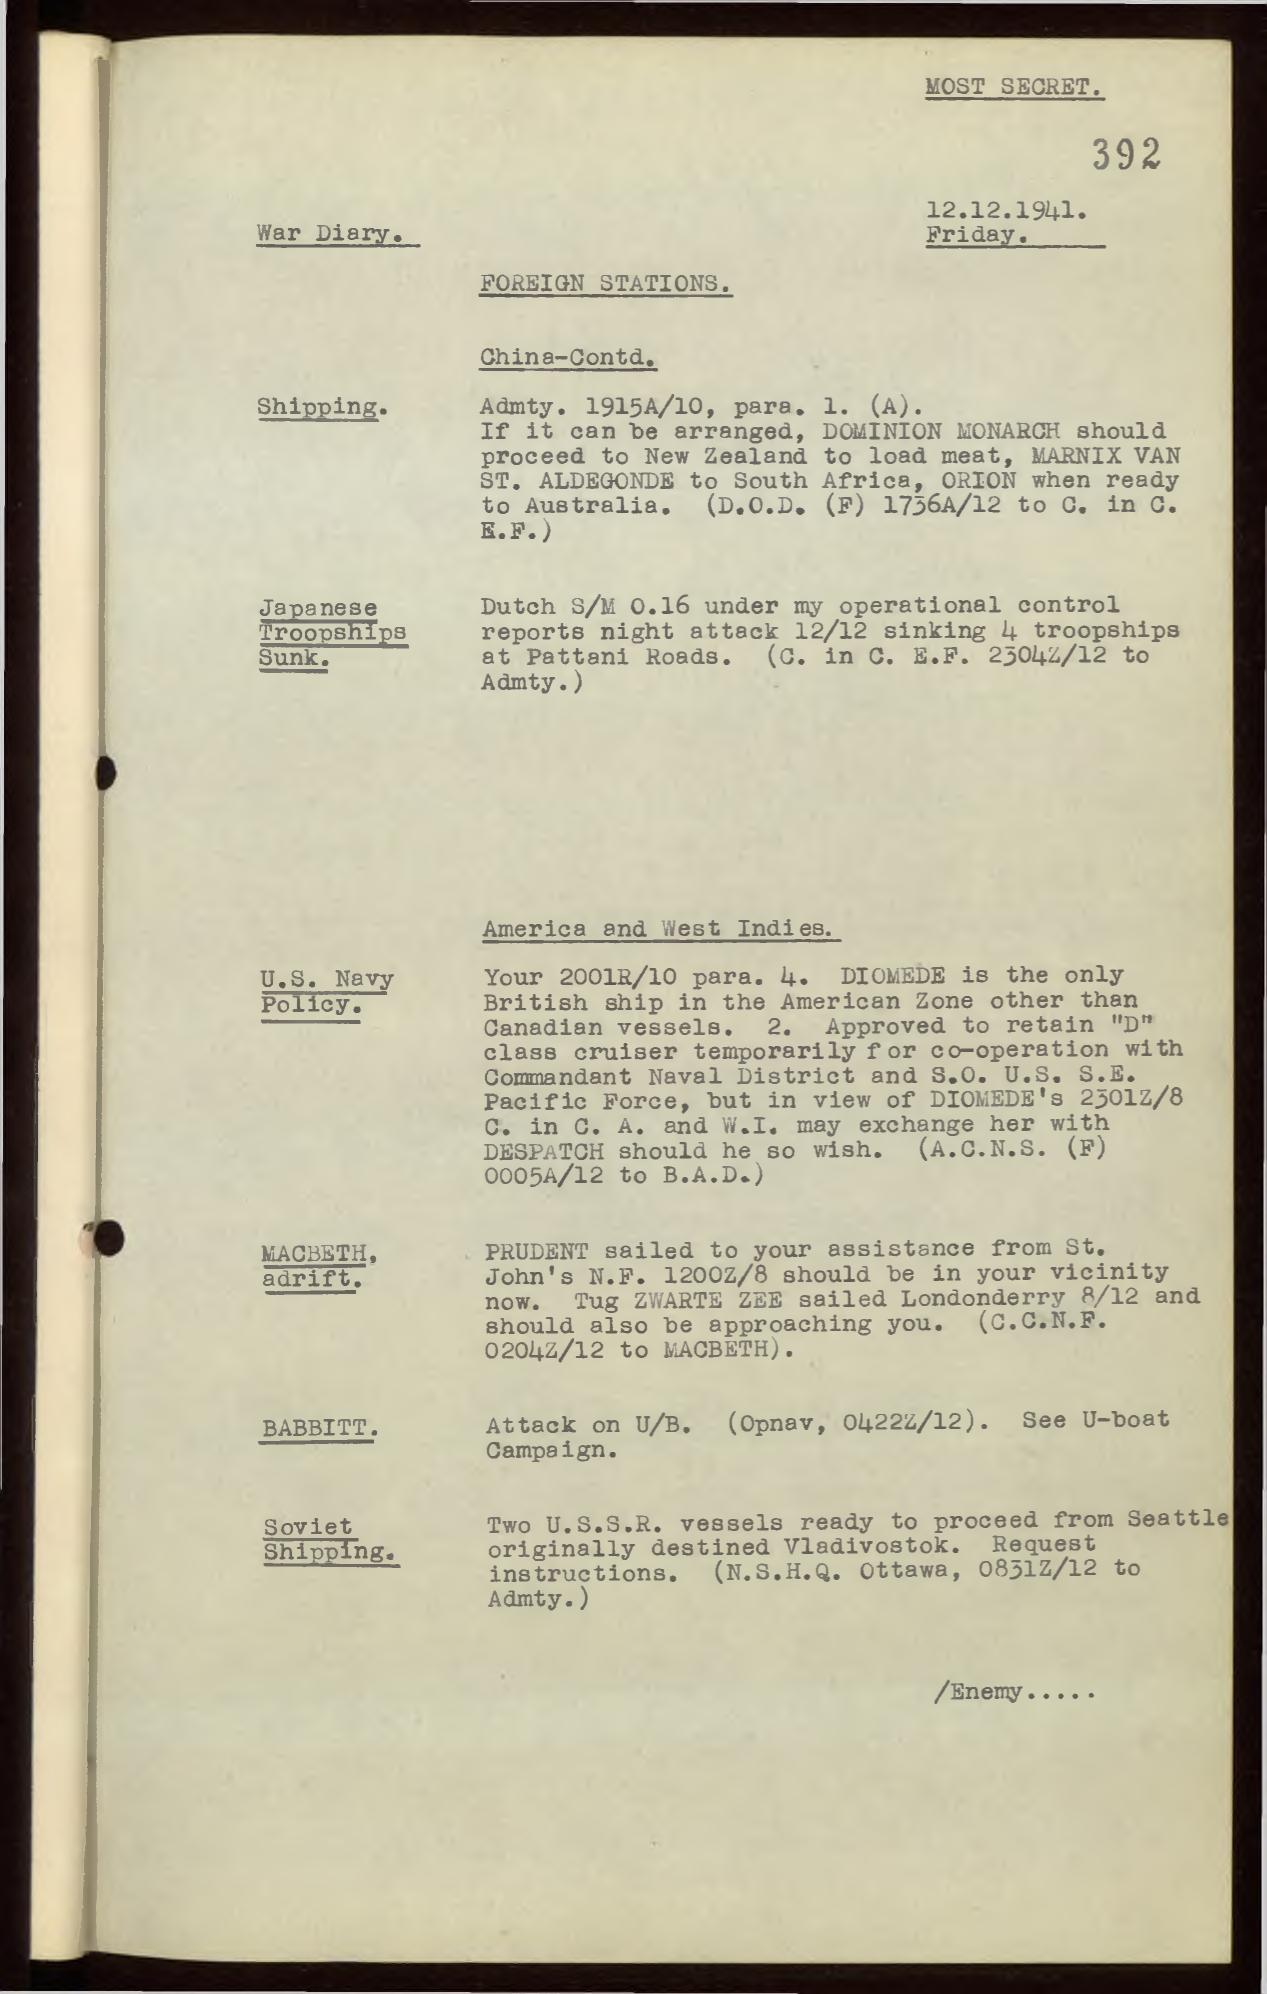 MOST SECRET.
392
12.12.1941.
War Diary.
Friday.
FOREIGN STATIONS.
China-Contd.
Shipping.
Admty. 1915A/10, para. 1. (A).
If it can be arranged, DOMINION MONARCH should
proceed to New Zealand to load meat, MARNIX VAN
ST. ALDEGONDE to South Africa, ORION when ready
to Australia. (D.O.D. (F) 1736A/12 to C. in C.
E.F.)
Japanese
Troopships
Sunk.
Dutch S/M 0.16 under my operational control
reports night attack 12/12 sinking 4 troopships
at Pattani Roads. (C. in C. E.F. 2304Z/12 to
Admty.)
America and West Indies.
U.S. Navy
Policy.
Your 2001R/10 para. 4. DIOMEDE is the only
British ship in the American Zone other than
Canadian vessels. 2. Approved to retain "D"
class cruiser temporarily for co-operation with
Commandant Naval District and S.O. U.S. S.E.
Pacific Force, but in view of DIOMEDE's 2301Z/8
C. in C. A. and W.I. may exchange her with
DESPATCH should he so wish. (A.C.N.S. (F)
0005A/12 to B.A.D.)
MACBETH,
adrift.
PRUDENT sailed to your assistance from St.
John's N.F. 1200Z/8 should be in your vicinity
now. Tug ZWARTE ZEE sailed Londonderry 8/12 and
should also be approaching you. (C.C.N.F.
0204Z/12 to MACBETH).
BABBITT.
Attack on U/B. (Opnav, 0422Z/12). See U-boat
Campaign.
Soviet
Shipping.
Two U.S.S.R. vessels ready to proceed from Seattle
originally destined Vladivostok. Request
instructions. (N.S.H.Q. Ottawa, 0831Z/12 to
Admty.)
/Enemy.....